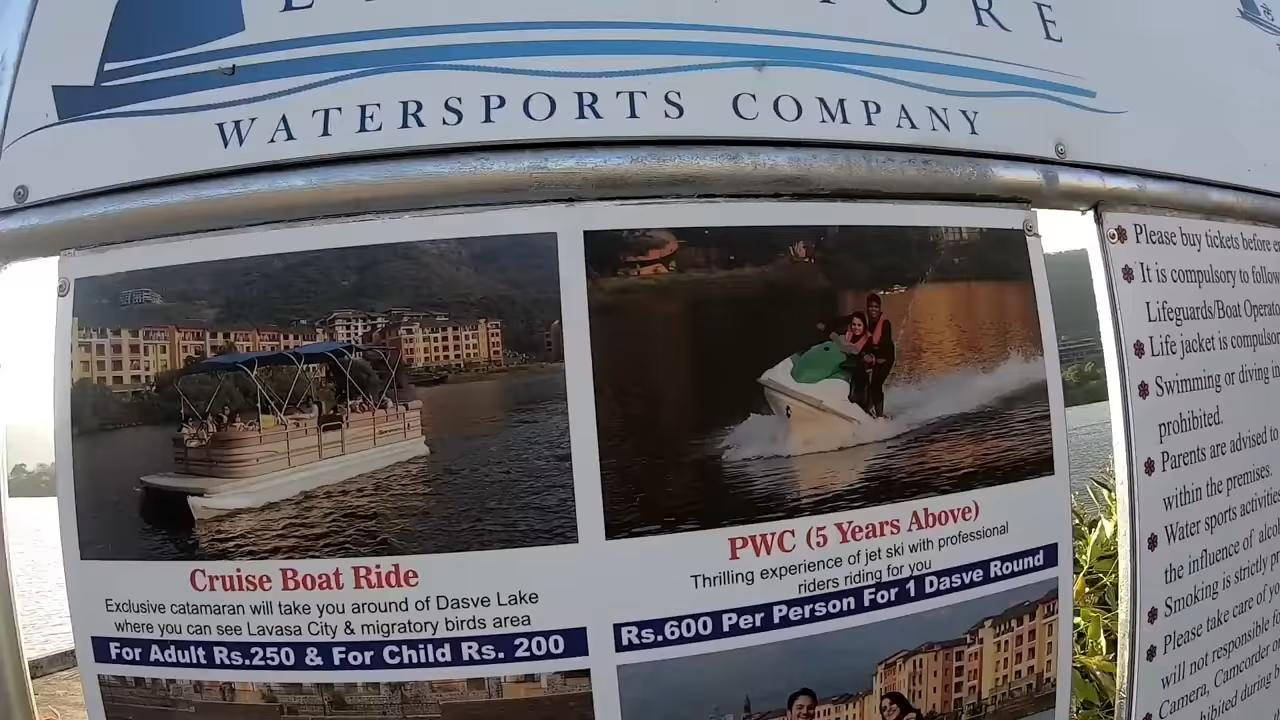 WATERSPORTS COMPANY
Cruise Boat Ride
Exclusive catamaran will take you around of Dasve Lake
where you can see Lavasa City & migratory birds area
For Adult Rs.250 & For Child Rs. 200
PWC (5 Years Above)
Thrilling experience of jet ski with professional
riders riding for you
Rs.600 Per Person For 1 Dasve Round
Please buy tickets before
It is compulsory to follow
Lifeguards/Boat
Life jacket is
Swimming or diving in
prohibited.
Parents are advised to
within the premises.
Water sports activities
the influence of
Smoking is strictly
Please take care of
will not responsible
Camera, Camcorder
during